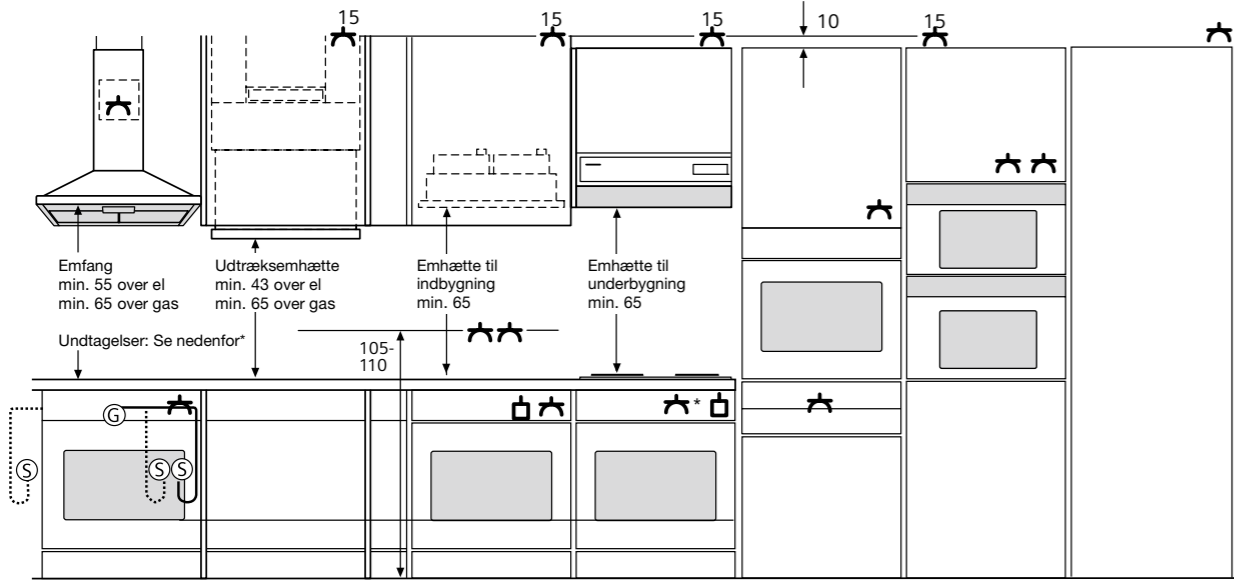 15
15
15
10
15
Emfang
min. 55 over el
min. 65 over gas
Udtræksemhætte
min. 43 over el
min. 65 over gas
Emhætte til
indbygning
min. 65
Emhætte til
underbygning
min. 65
Undtagelser: Se nedenfor*
105-
110
G
*
S
S
S